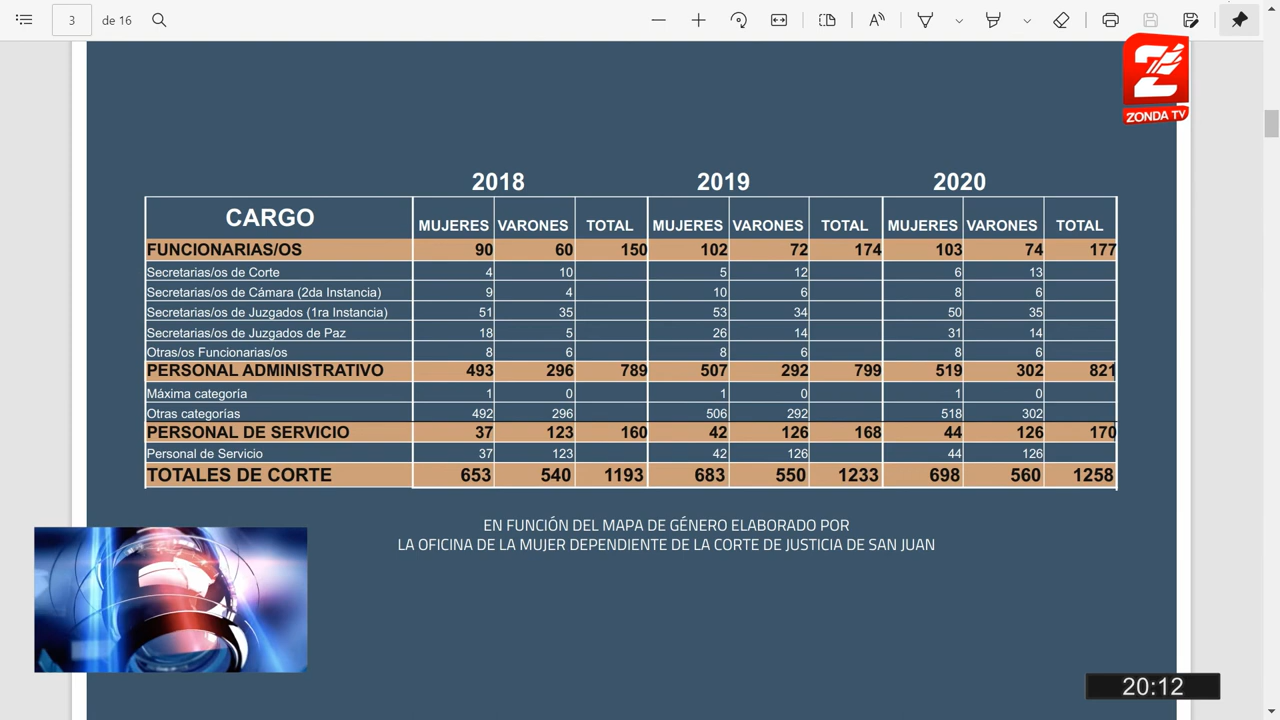 3 de 16
Z
ZONDA TV
2018 2019 2020
CARGO MUJERES VARONES TOTAL MUJERES VARONES TOTAL MUJERES VARONES TOTAL
FUNCIONARIAS/OS 90 60 150 102 72 174 103 74 177
Secretarias/os de Corte 4 10 5 12 6 13
Secretarias/os de Cámara (2da Instancia) 9 4 10 6 8 6
Secretarias/os de Juzgados (1ra Instancia) 51 35 53 34 50 35
Secretarias/os de Juzgados de Paz 18 5 26 14 31 14
Otras/os Funcionarias/os 8 6 8 6 8 6
PERSONAL ADMINISTRATIVO 493 296 789 507 292 799 519 302 821
Máxima categoría 1 0 1 0 1 0
Otras categorías 492 296 506 292 518 302
PERSONAL DE SERVICIO 37 123 160 42 126 168 44 126 170
Personal de Servicio 37 123 42 126 44 126
TOTALES DE CORTE 653 540 1193 683 550 1233 698 560 1258
EN FUNCIÓN DEL MAPA DE GÉNERO ELABORADO POR
LA OFICINA DE LA MUJER DEPENDIENTE DE LA CORTE DE JUSTICIA DE SAN JUAN
20:12